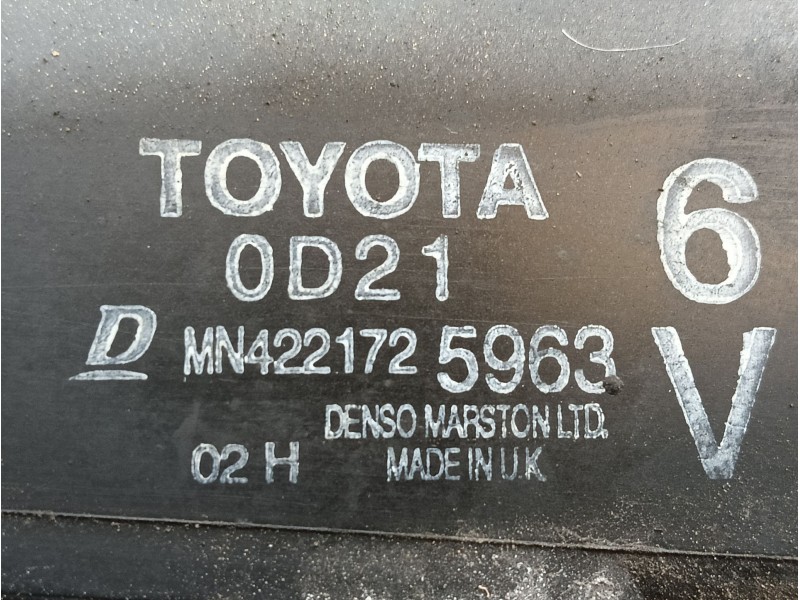 TOYOTA 6
0D21
D MN422172 5963 V
DENSO MARSTON LTD.
02 H MADE IN U.K